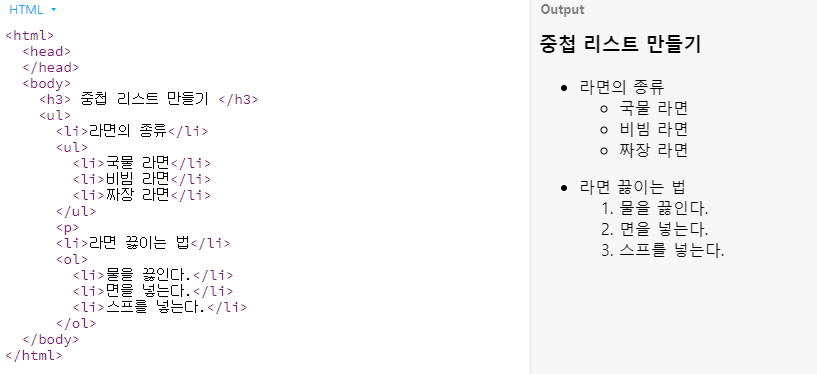 HTML
<html>
<head>
</head>
<body>
<h3> 중첩 리스트 만들기 </h3>
<ul>
<li>라면의 종류</li>
<ul>
<li>국물 라면</li>
<li>비빔 라면</li>
<li>짜장 라면</li>
</ul>
<p>
<li>라면 끓이는 법</li>
<ol>
<li>물을 끓인다.</li>
<li>면을 넣는다.</li>
<li>스프를 넣는다.</li>
</ol>
</body>
</html>
Output
중첩 리스트 만들기
라면의 종류
국물 라면
비빔 라면
짜장 라면
라면 끓이는 법
1. 물을 끓인다.
2. 면을 넣는다.
3. 스프를 넣는다.